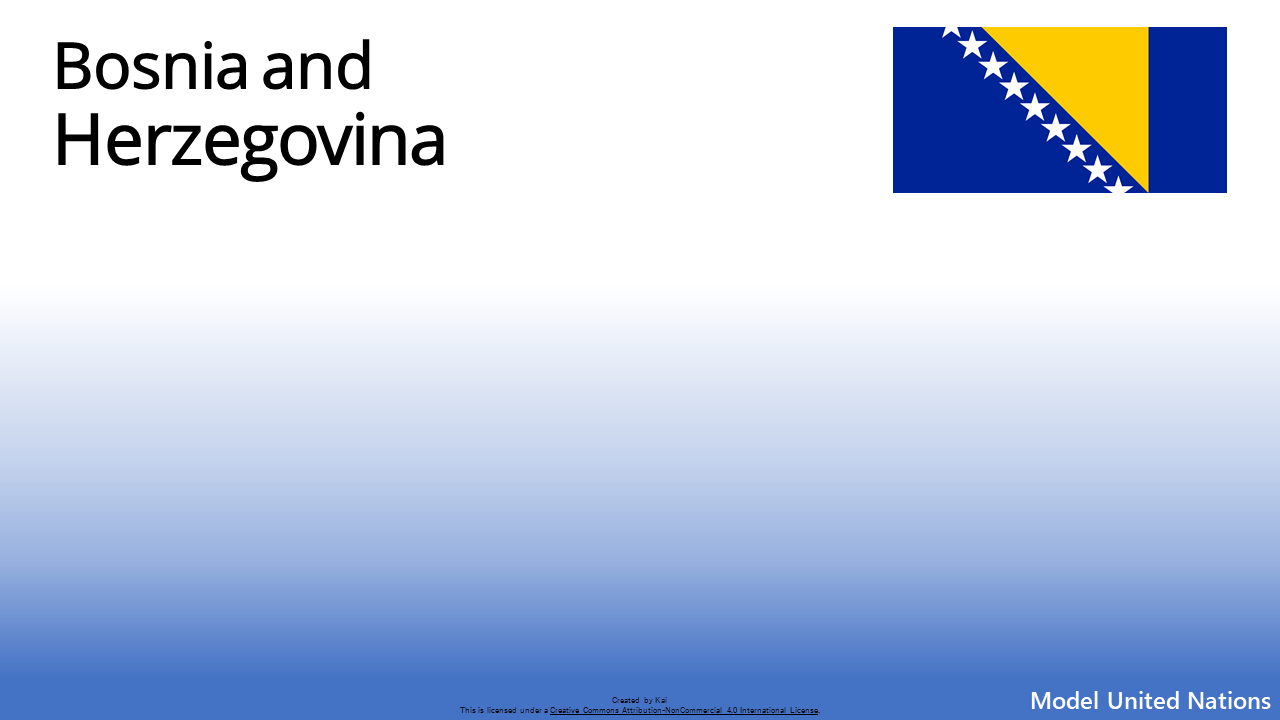 Bosnia and
Herzegovina
Created by Kai
This is licensed under a Creative Commons Attribution-NonCommercial 4.0 International License.
Model United Nations